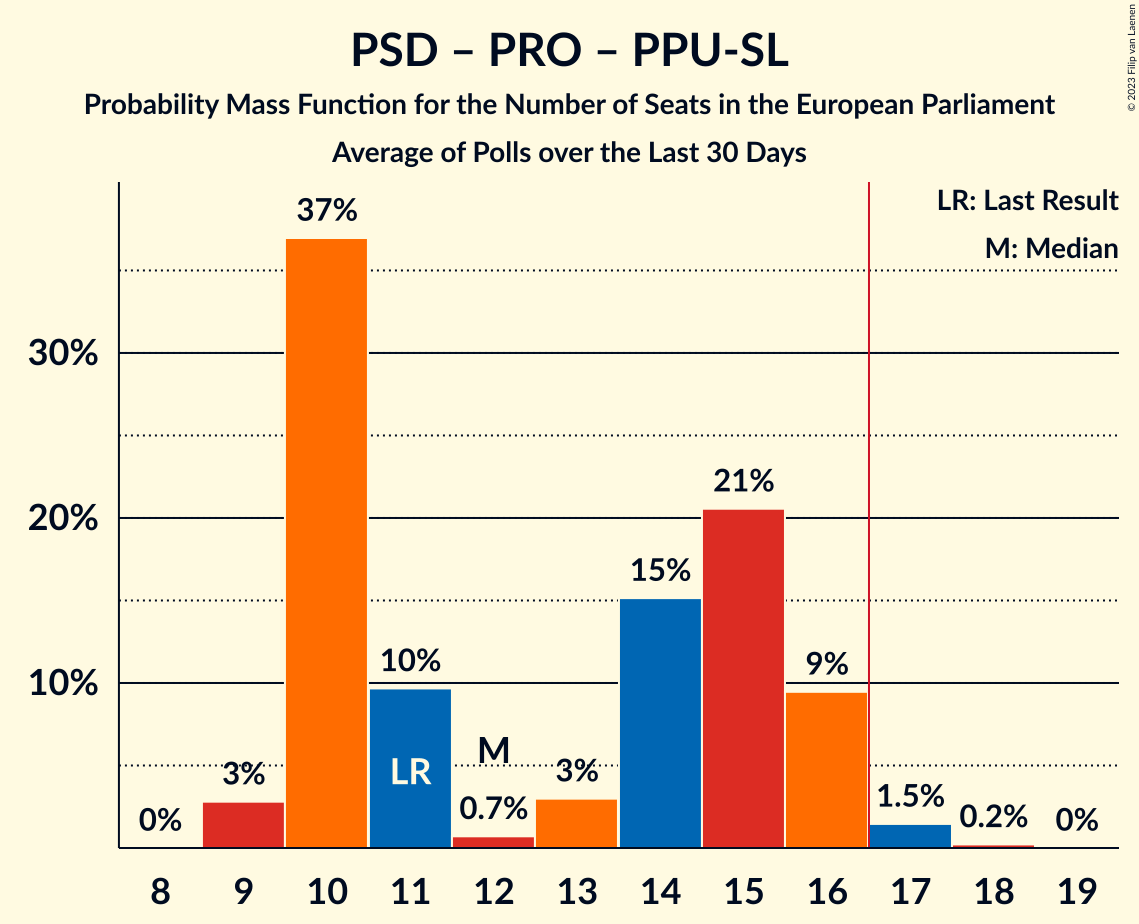 PSD – PRO – PPU-SL
Probability Mass Function for the Number of Seats in the European Parliament
Average of Polls over the Last 30 Days
© 2023 Filip van Laenen
LR: Last Result
M: Median
37%
30%
21%
20%
15%
10%
9%
10%
M
3%
LR
3%
0%
0.7%
1.5%
0.2%
0%
8 9 10 11 12 13 14 15 16 17 18 19